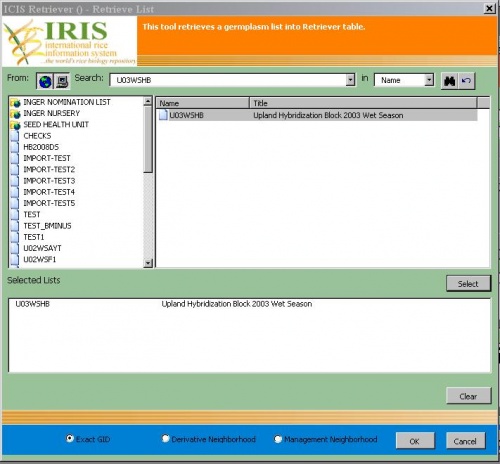 ICIS Retriever () - Retrieve List
IRIS
international rice
information system
...the world's rice biology repository
This tool retrieves a germplasm list into Retriever table.
From: Search: U03WSHB in Name
INGER NOMINATION LIST
INGER NURSERY
SEED HEALTH UNIT
CHECKS
HB2008DS
IMPORT-TEST
IMPORT-TEST2
IMPORT-TEST3
IMPORT-TEST4
IMPORT-TEST5
TEST
TEST_BMINUS
TEST1
U02WSAYT
U02WSF1
Name Title
U03WSHB Upland Hybridization Block 2003 Wet Season
Selected Lists
Select
U03WSHB Upland Hybridization Block 2003 Wet Season
Clear
Exact GID Derivative Neighborhood Management Neighborhood OK Cancel